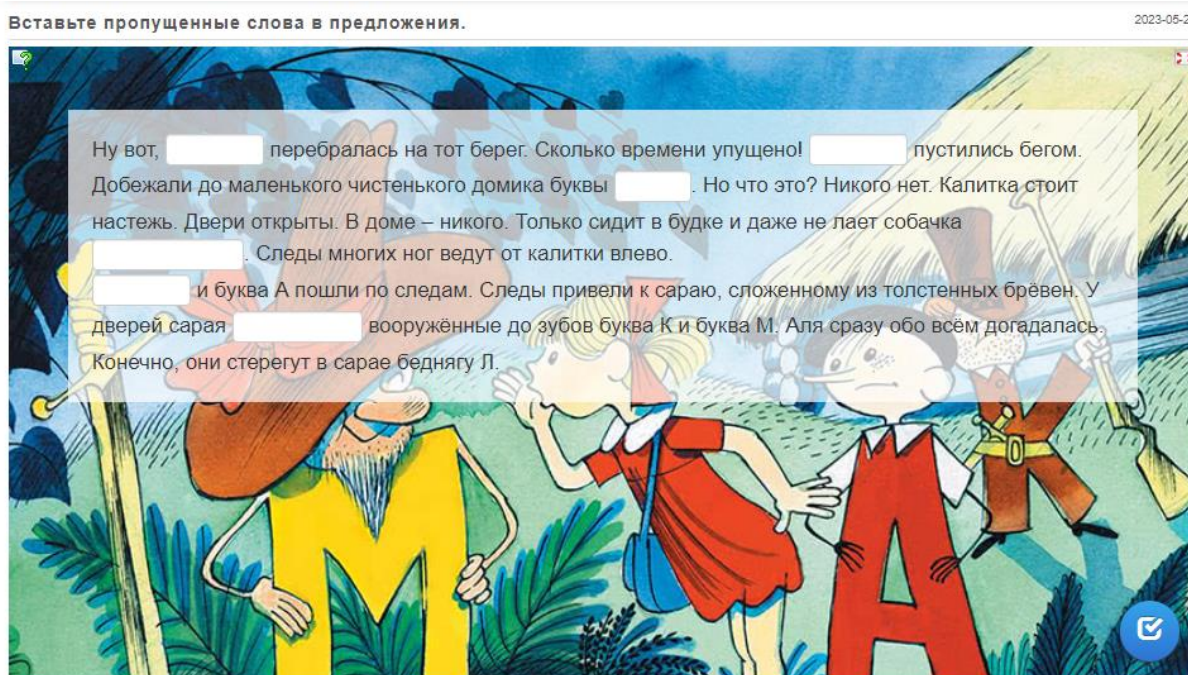 Вставьте пропущенные слова в предложения.
2023-05-2
Ну вот, перебралась на тот берег. Сколько времени упущено! пустились бегом.
Добежали до маленького чистенького домика буквы . Но что это? Никого нет. Калитка стоит
настежь. Двери открыты. В доме – никого. Только сидит в будке и даже не лает собачка
. Следы многих ног ведут от калитки влево.
и буква А пошли по следам. Следы привели к сараю, сложенному из толстенных брёвен. У
дверей сарая вооружённые до зубов буква К и буква М. Аля сразу обо всём догадалась.
Конечно, они стерегут в сарае беднягу Л.
М
А
К